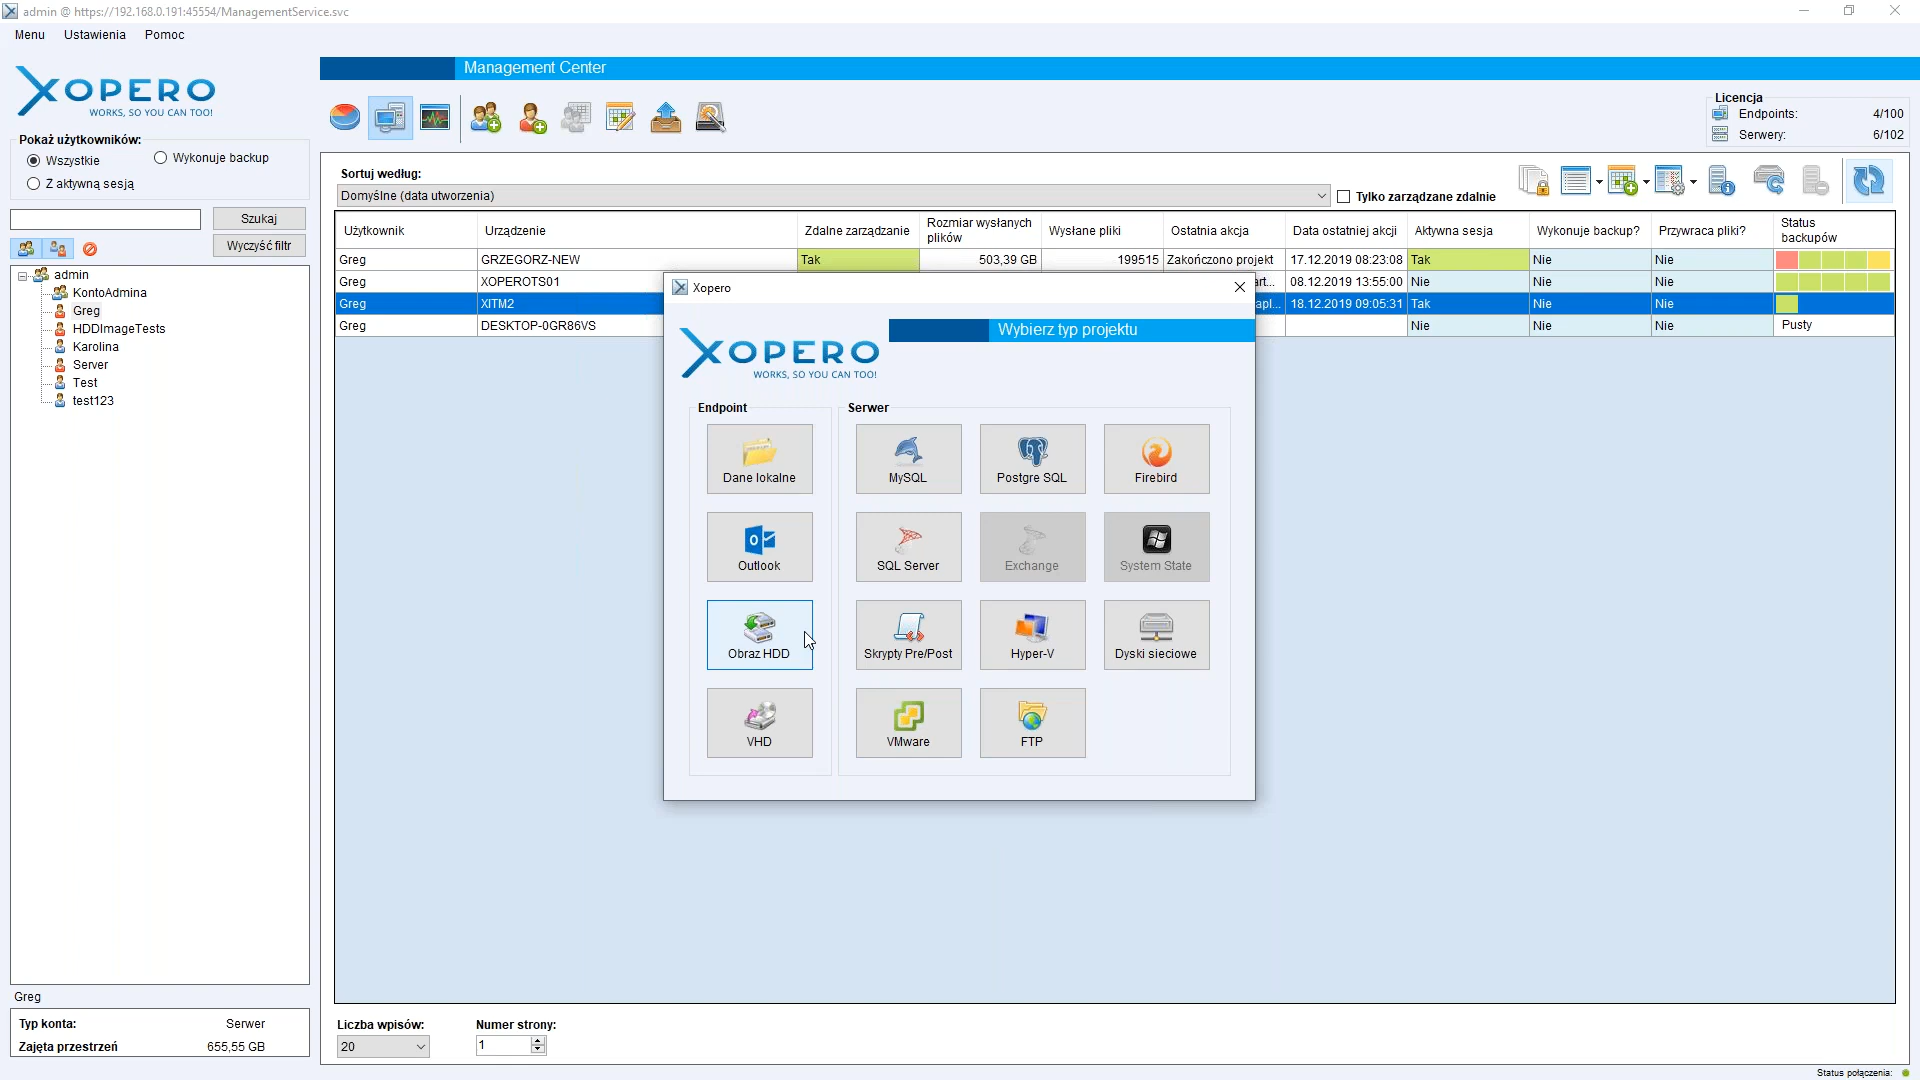 admin @ https://192.168.0.191:45554/ManagementService.svc
Menu Ustawienia Pomoc
XOPERO
WORKS, SO YOU CAN TOO!
Management Center
Licencja
Endpoints: 4/100
Serwery: 6/102
Pokaż użytkowników:
Wszystkie
Wykonuje backup
Z aktywną sesją
Szukaj
Wyczyść filtr
admin
KontoAdmina
Greg
HDDImageTests
Karolina
Server
Test
test123
Greg
Typ konta: Serwer
Zajęta przestrzeń 655,55 GB
Sortuj według:
Domyślne (data utworzenia)
Tylko zarządzane zdalnie
Użytkownik Urządzenie Zdalne zarządzanie Rozmiar wysłanych plików Wysłane pliki Ostatnia akcja Data ostatniej akcji Aktywna sesja Wykonuje backup? Przywraca pliki? Status backupów
Greg GRZEGORZ-NEW Tak 503,39 GB 199515 Zakończono projekt 17.12.2019 08:23:08 Tak Nie Nie
Greg XOPEROTS01 art... 08.12.2019 13:55:00 Nie Nie Nie
Greg XITM2 apl... 18.12.2019 09:05:31 Tak Nie Nie
Greg DESKTOP-0GR86VS Nie Nie Nie Pusty
Xopero
XOPERO
WORKS, SO YOU CAN TOO!
Wybierz typ projektu
Endpoint
Dane lokalne
Outlook
Obraz HDD
VHD
Serwer
MySQL Postgre SQL Firebird
SQL Server Exchange System State
Skrypty Pre/Post Hyper-V Dyski sieciowe
VMware FTP
Liczba wpisów:
20
Numer strony:
1
Status połączenia: